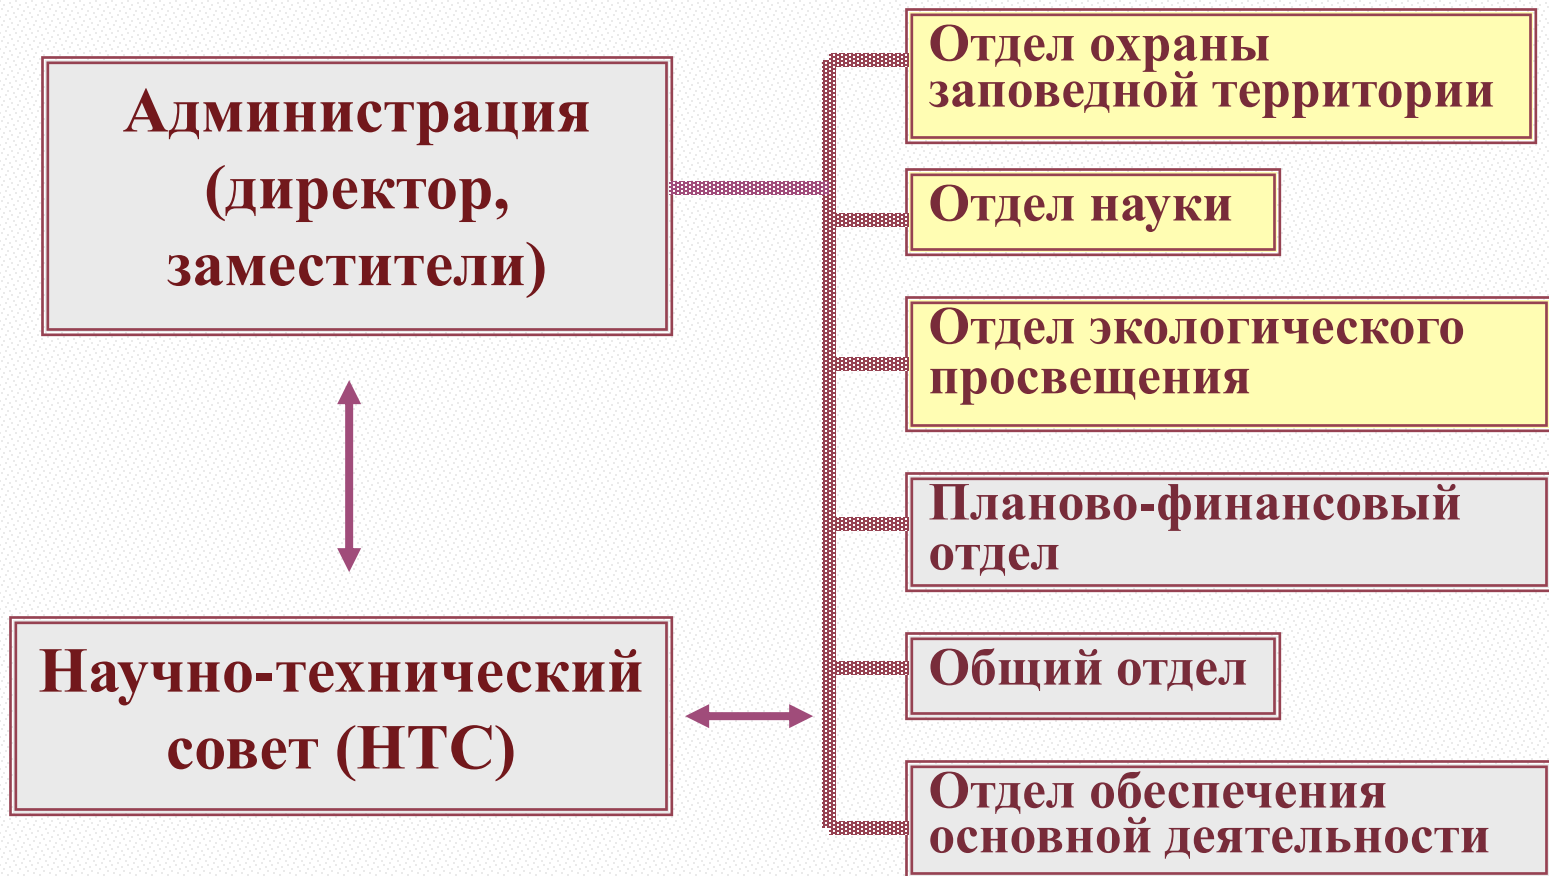 Администрация
(директор,
заместители)
Научно-технический
совет (НТС)
Отдел охраны
заповедной территории
Отдел науки
Отдел экологического
просвещения
Планово-финансовый
отдел
Общий отдел
Отдел обеспечения
основной деятельности